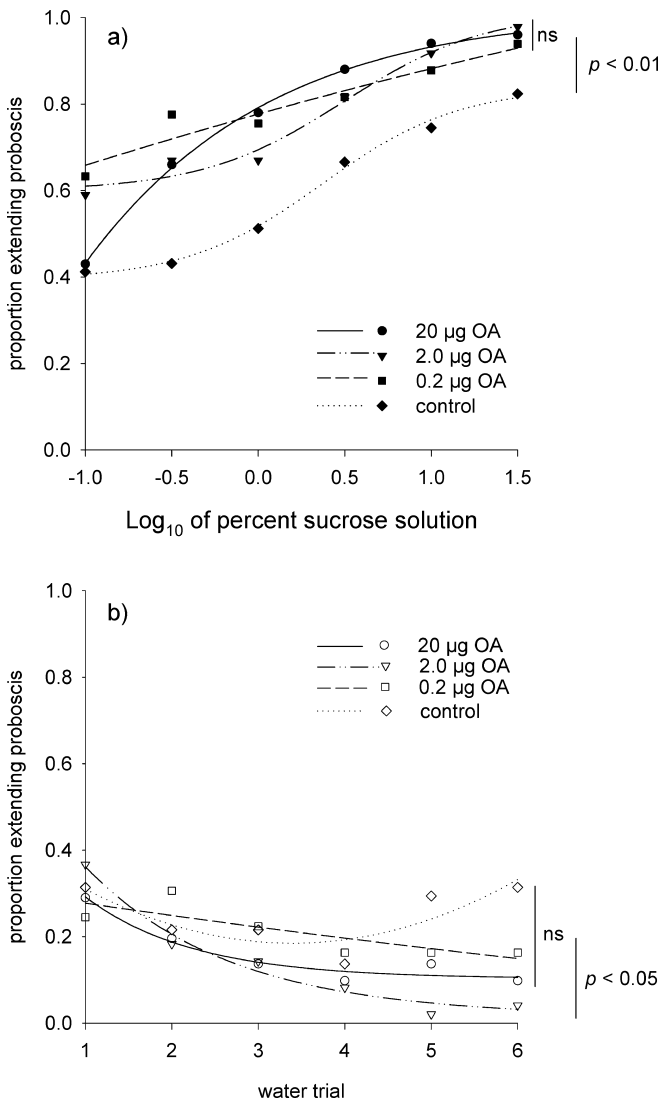 a)
proportion extending proboscis
1.0
0.8
0.6
0.4
0.2
0.0
ns
p < 0.01
20 µg OA
2.0 µg OA
0.2 µg OA
control
-1.0 -0.5 0.0 0.5 1.0 1.5
Log10 of percent sucrose solution
b)
proportion extending proboscis
1.0
0.8
0.6
0.4
0.2
0.0
20 µg OA
2.0 µg OA
0.2 µg OA
control
ns
p < 0.05
1 2 3 4 5 6
water trial